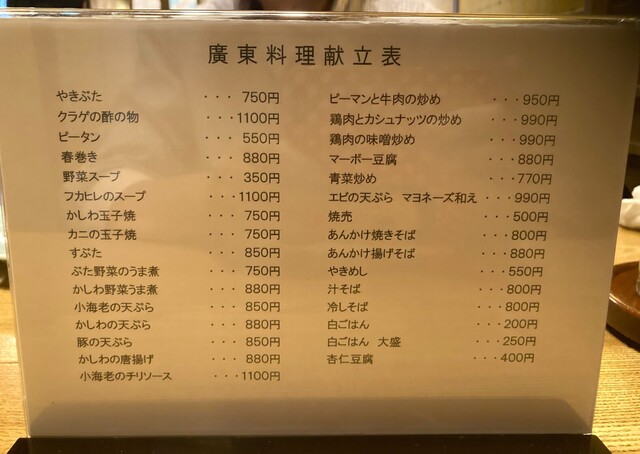 廣東料理献立表
やきぶた ・・・ 750円
クラゲの酢の物 ・・・1100円
ピータン ・・・ 550円
春巻き ・・・ 880円
野菜スープ ・・・ 350円
フカヒレのスープ ・・・1100円
かしわ玉子焼 ・・・ 750円
カニの玉子焼 ・・・ 750円
すぶた ・・・ 850円
ぶた野菜のうま煮 ・・・ 750円
かしわ野菜うま煮 ・・・ 880円
小海老の天ぷら ・・・ 850円
かしわの天ぷら ・・・ 880円
豚の天ぷら ・・・ 850円
かしわの唐揚げ ・・・ 880円
小海老のチリソース ・・・1100円
ピーマンと牛肉の炒め ・・・950円
鶏肉とカシュナッツの炒め ・・・990円
鶏肉の味噌炒め ・・・990円
マーボー豆腐 ・・・880円
青菜炒め ・・・770円
エビの天ぷら マヨネーズ和え ・・・990円
焼売 ・・・500円
あんかけ焼きそば ・・・800円
あんかけ揚げそば ・・・880円
やきめし ・・・550円
汁そば ・・・800円
冷しそば ・・・800円
白ごはん ・・・200円
白ごはん 大盛 ・・・250円
杏仁豆腐 ・・・400円